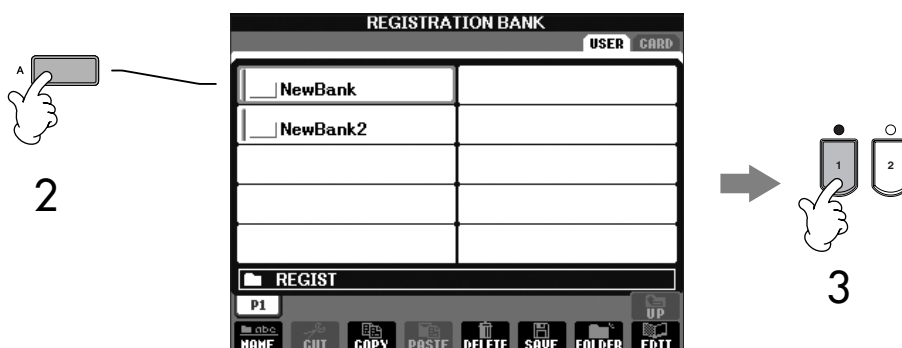 REGISTRATION BANK
USER CARD
A
NewBank
NewBank2
1 2
2
3
REGIST
P1
UP
abc
NAME CUT COPY PASTE DELETE SAVE FOLDER EDIT